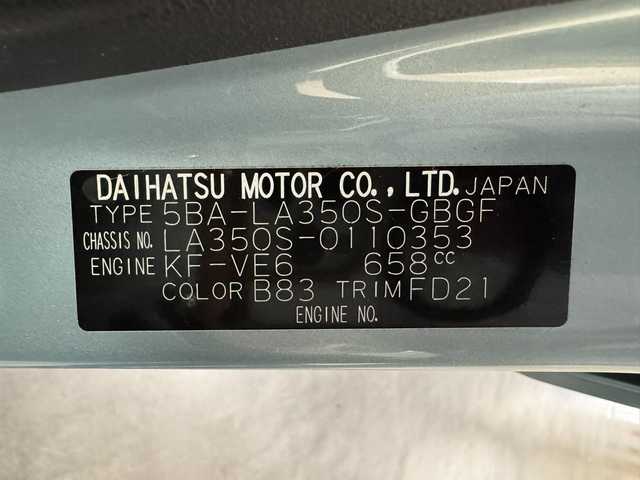 DAIHATSU MOTOR CO., LTD. JAPAN
TYPE 5BA-LA350S-GBGF
CHASSIS NO. LA350S-0110353
ENGINE KF-VE6 658cc
COLOR B83 TRIM FD21
ENGINE NO.